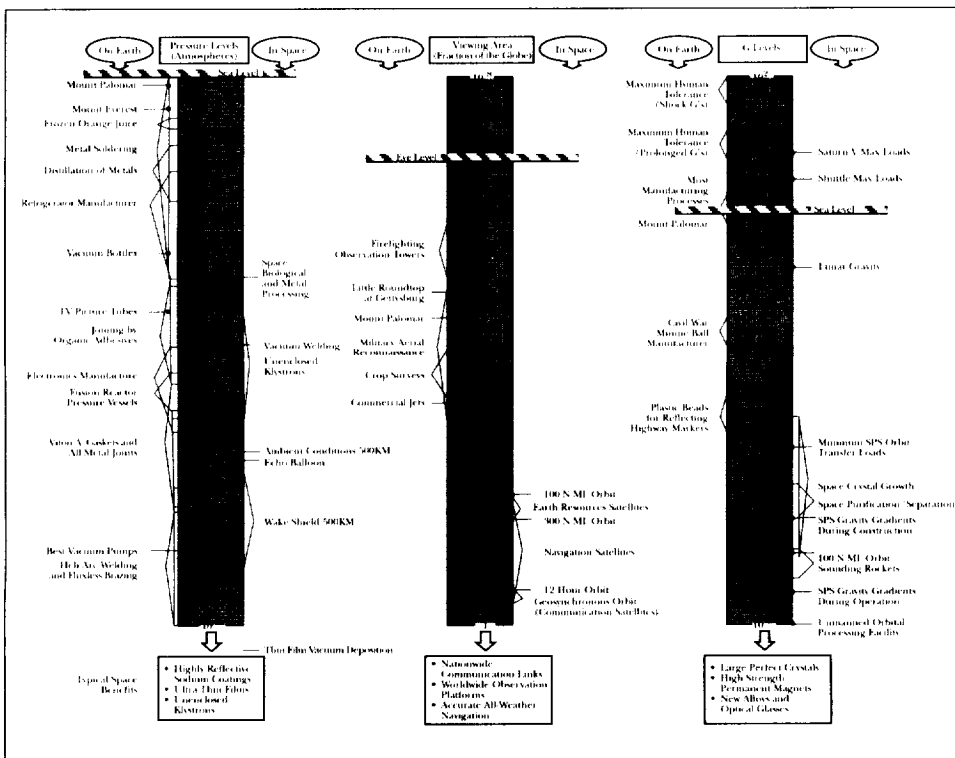 On Earth
Pressure Levels
(Atmospheres)
In Space
Sea Level
Mount Palomar
Mount Everest
Frozen Orange Juice
Metal Soldering
Distillation of Metals
Refrigerator Manufacturer
Vacuum Bottles
TV Picture Tubes
Joining by
Organic Adhesives
Electronics Manufacture
Fusion Reactor
Pressure Vessels
Viton A Gaskets and
All Metal Joints
Best Vacuum Pumps
Heli Arc Welding
and Fluxless Brazing
Space
Biological
and Metal
Processing
Vacuum Welding
Unenclosed
Klystrons
Ambient Conditions 500KM
Echo Balloon
Wake Shield 500KM
Thin Film Vacuum Deposition
Typical Space
Benefits
• Highly Reflective
Sodium Coatings
• Ultra Thin Films
• Unenclosed
Klystrons
On Earth
Viewing Area
(Fraction of the Globe)
In Space
Eye Level
Firefighting
Observation Towers
Little Roundtop
at Gettysburg
Mount Palomar
Military Aerial
Reconnaissance
Crop Surveys
Commercial Jets
100 N MI. Orbit
Earth Resources Satellites
300 N MI. Orbit
Navigation Satellites
12 Hour Orbit
Geosynchronous Orbit
(Communication Satellites)
• Nationwide
Communication Links
• Worldwide Observation
Platforms
• Accurate All-Weather
Navigation
On Earth
G Levels
In Space
Maximum Human
Tolerance
(Shock G's)
Maximum Human
Tolerance
(Prolonged G's)
Most
Manufacturing
Processes
Sea Level
Mount Palomar
Civil War
Minnie Ball
Manufacturer
Plastic Beads
for Reflecting
Highway Markers
Saturn V Max Loads
Shuttle Max Loads
Lunar Gravity
Minimum SPS Orbit
Transfer Loads
Space Crystal Growth
Space Purification/Separation
SPS Gravity Gradients
During Construction
100 N MI. Orbit
Sounding Rockets
SPS Gravity Gradients
During Operation
Unmanned Orbital
Processing Facility
• Large Perfect Crystals
• High Strength
Permanent Magnets
• New Alloys and
Optical Glasses